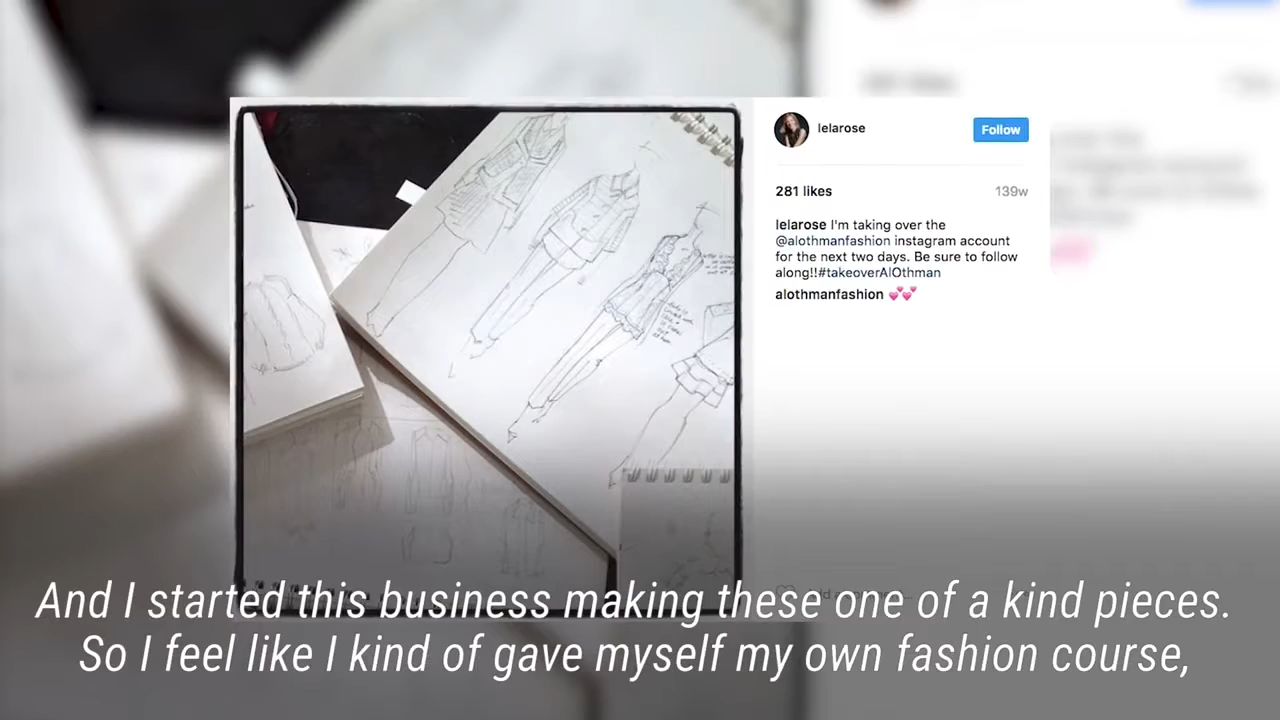 lelarose
Follow
281 likes
139w
lelarose I'm taking over the
@alothmanfashion instagram account
for the next two days. Be sure to follow
along!!#takeoverAlOthman
alothmanfashion 💕💕
And I started this business making these one of a kind pieces.
So I feel like I kind of gave myself my own fashion course,